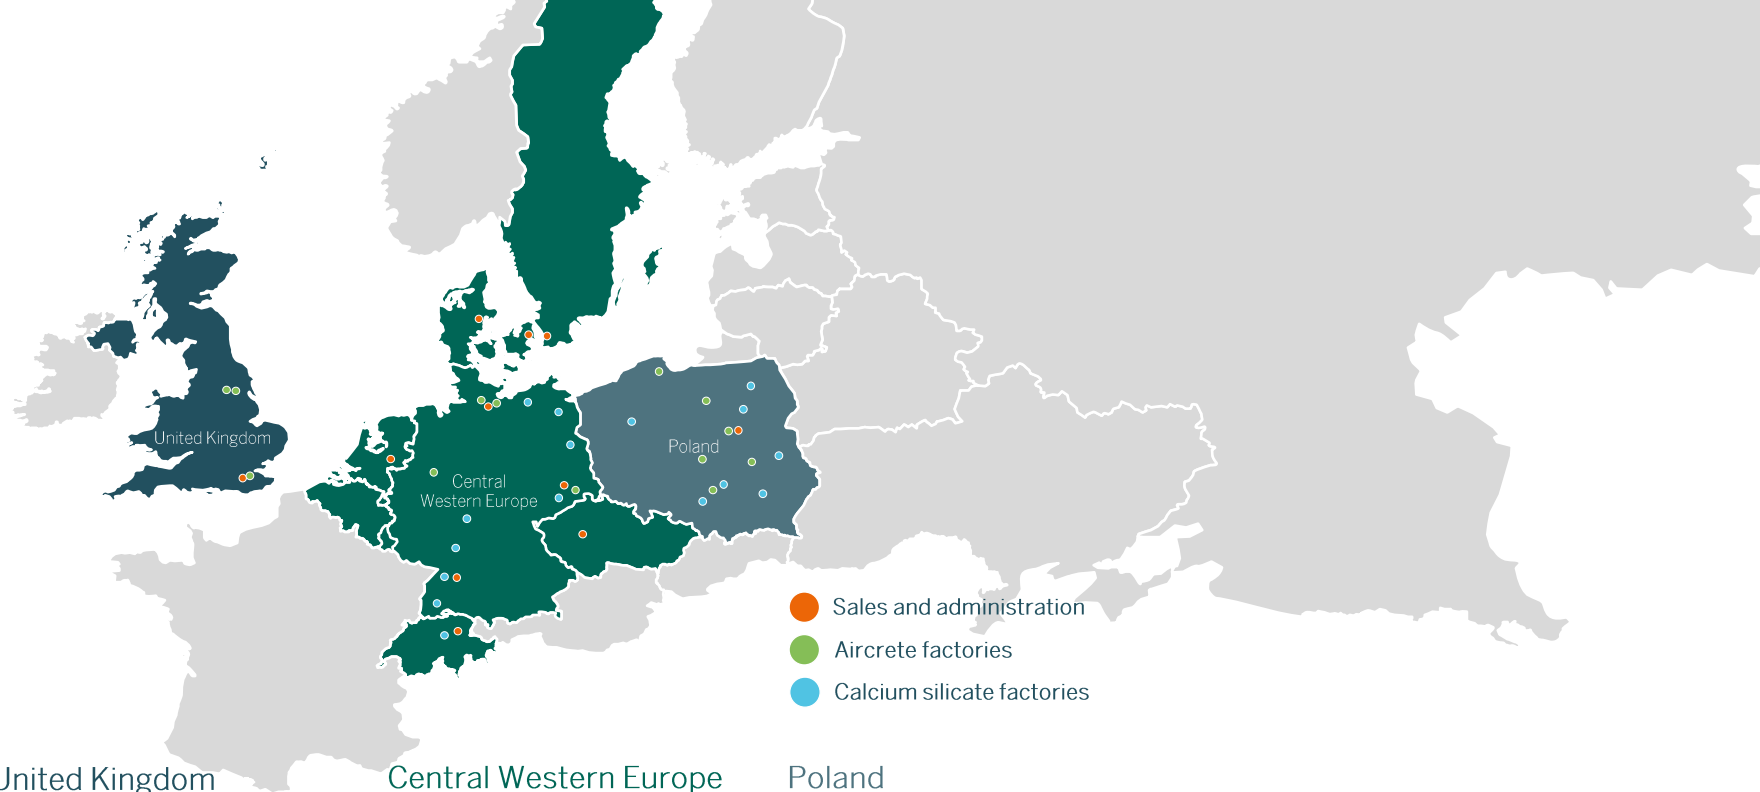 United Kingdom
Poland
Central
Western Europe
Sales and administration
Aircrete factories
Calcium silicate factories
United Kingdom
Central Western Europe
Poland